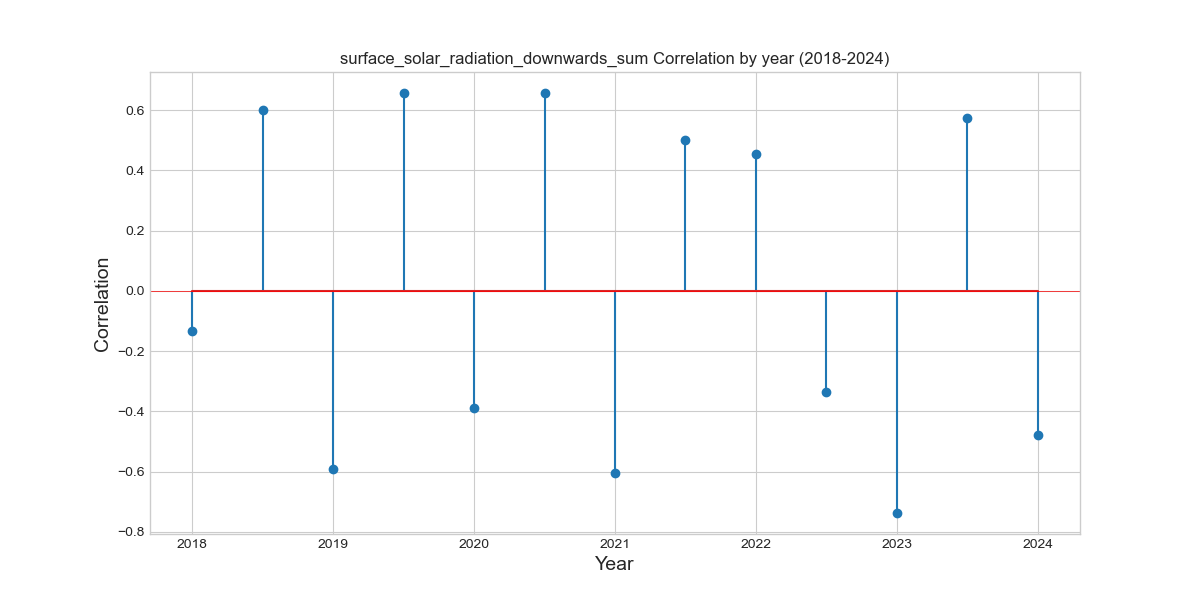 surface_solar_radiation_downwards_sum Correlation by year (2018-2024)
Correlation
0.6
0.4
0.2
0.0
−0.2
−0.4
−0.6
−0.8
2018 2019 2020 2021 2022 2023 2024
Year